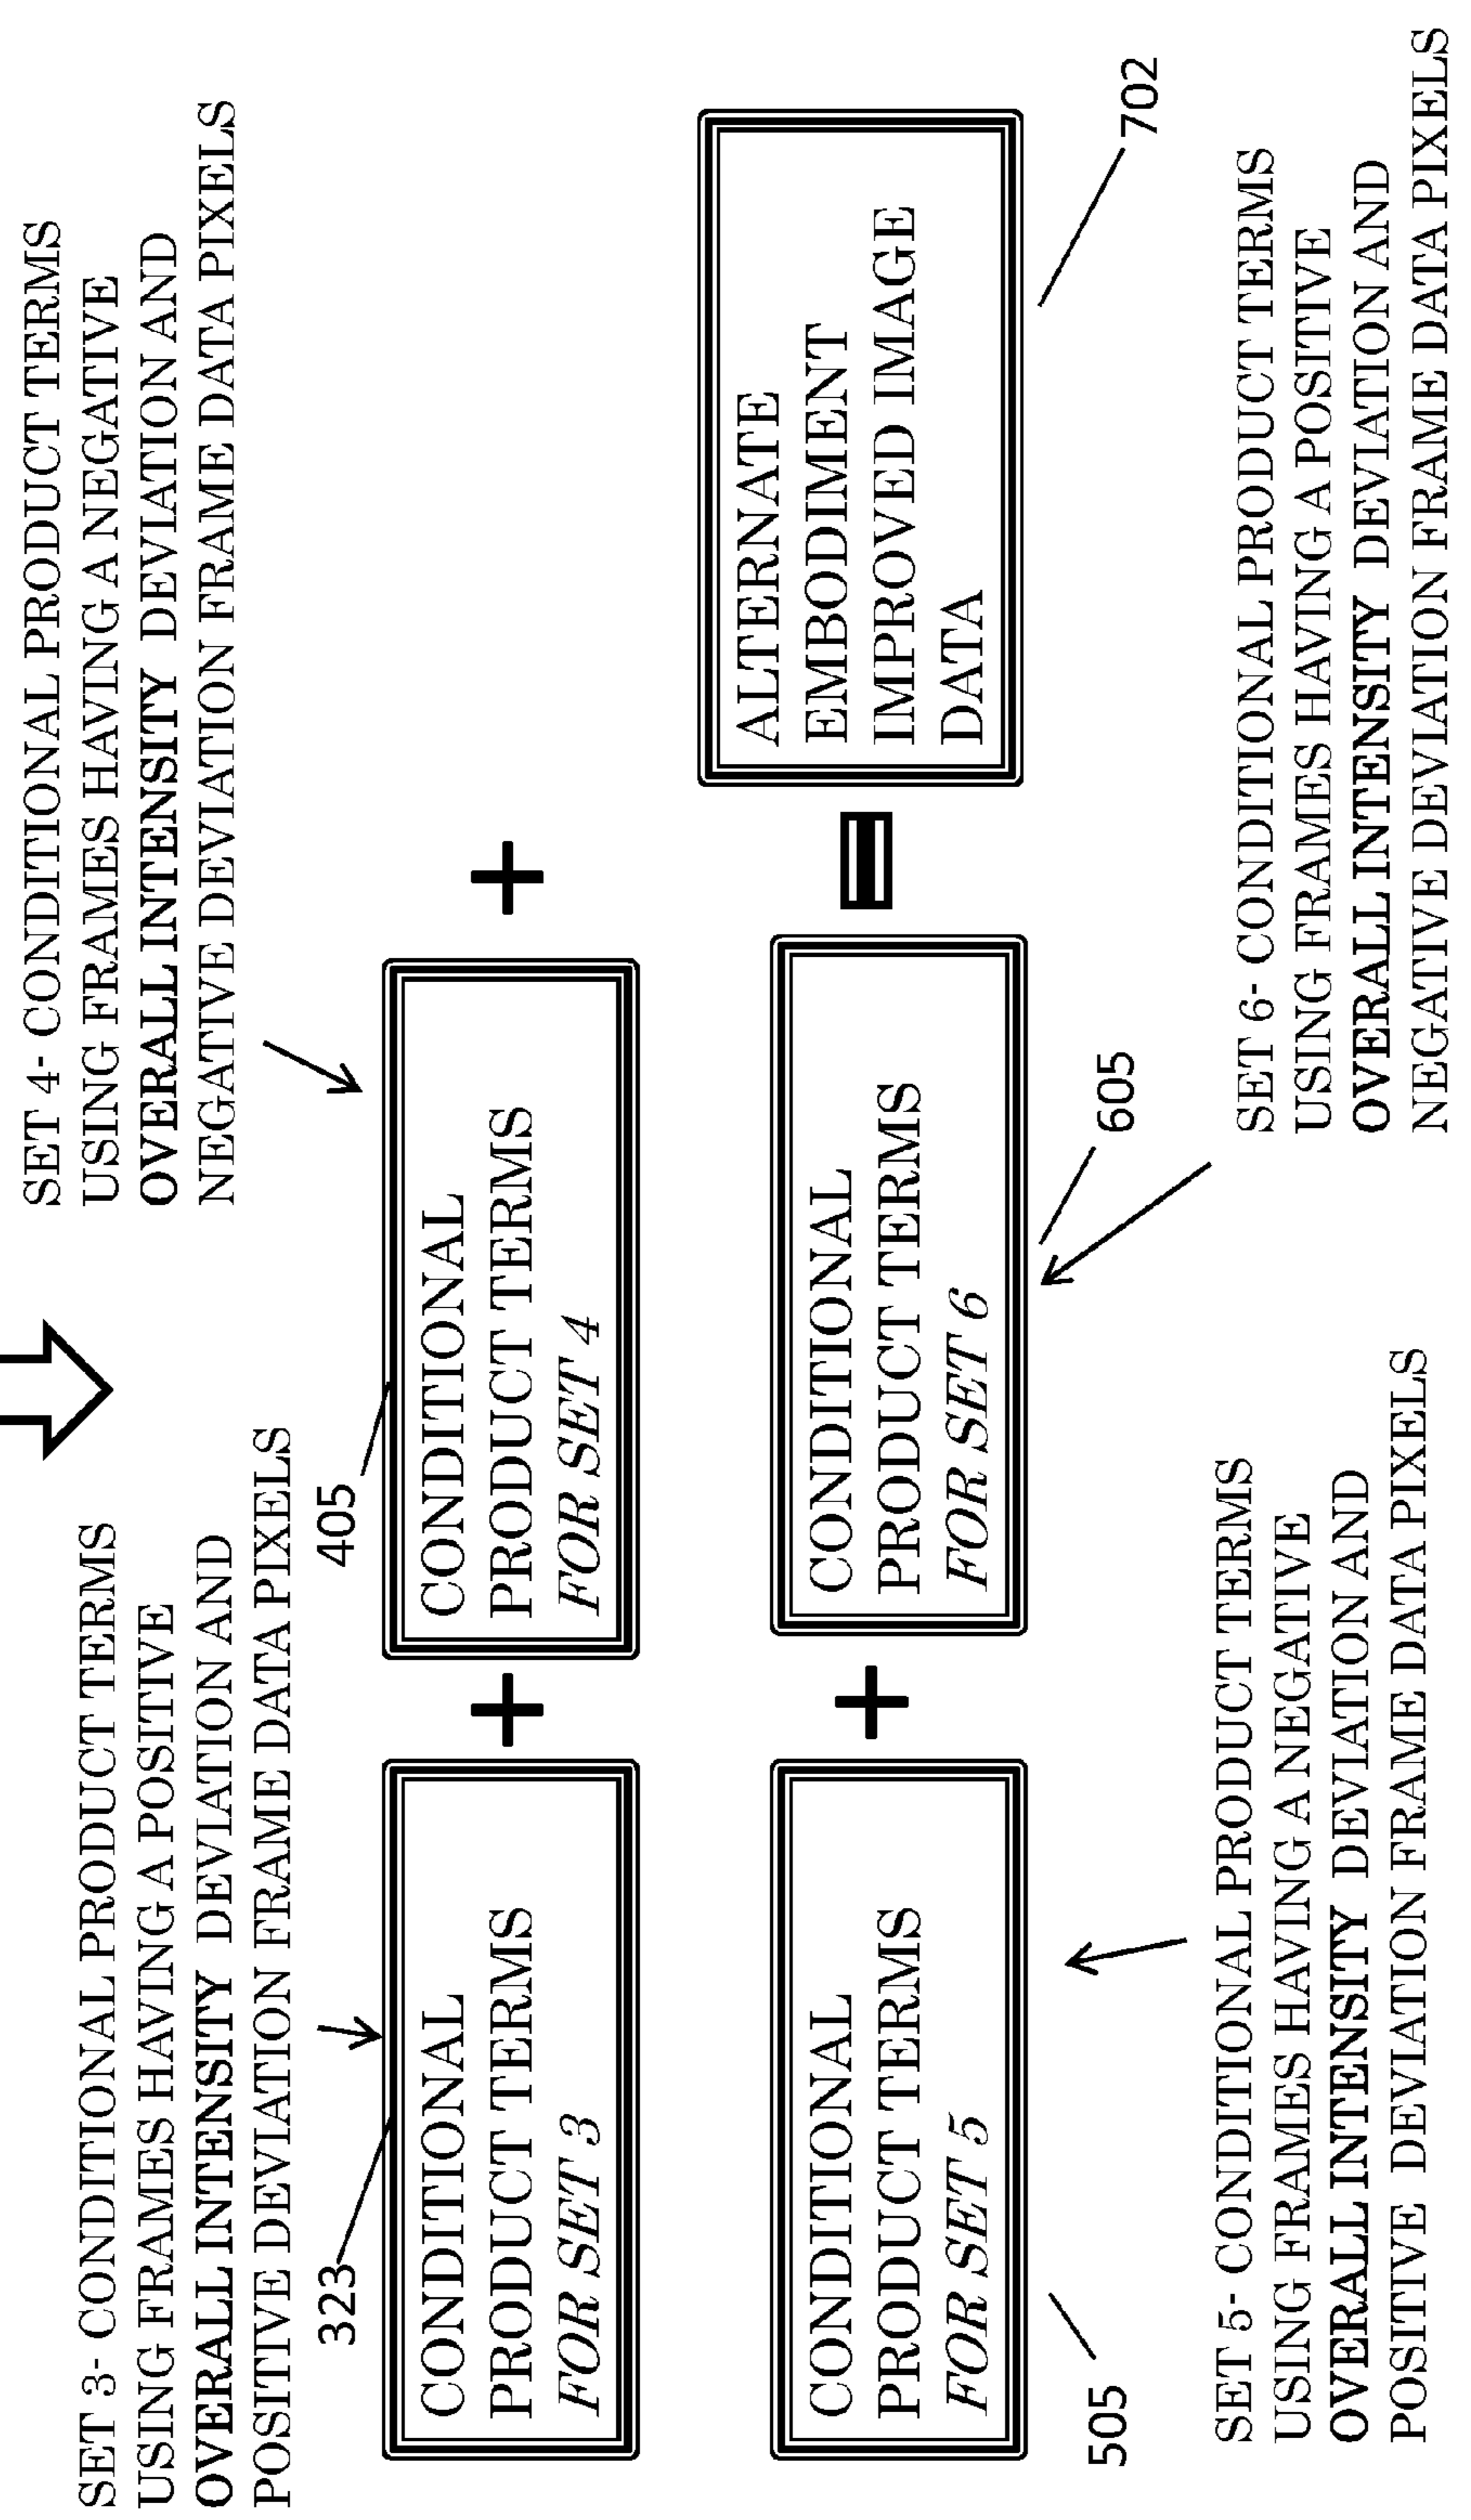 SET 3- CONDITIONAL PRODUCT TERMS
USING FRAMES HAVING A POSITIVE
OVERALL INTENSITY DEVIATION AND
POSITIVE DEVIATION FRAME DATA PIXELS
SET 4- CONDITIONAL PRODUCT TERMS
USING FRAMES HAVING A NEGATIVE
OVERALL INTENSITY DEVIATION AND
NEGATIVE DEVIATION FRAME DATA PIXELS
323
405
CONDITIONAL
PRODUCT TERMS
FOR SET 3
+
CONDITIONAL
PRODUCT TERMS
FOR SET 4
+
CONDITIONAL
PRODUCT TERMS
FOR SET 5
+
CONDITIONAL
PRODUCT TERMS
FOR SET 6
=
ALTERNATE
EMBODIMENT
IMPROVED IMAGE
DATA
505
605
702
SET 5- CONDITIONAL PRODUCT TERMS
USING FRAMES HAVING A NEGATIVE
OVERALL INTENSITY DEVIATION AND
POSITIVE DEVIATION FRAME DATA PIXELS
SET 6- CONDITIONAL PRODUCT TERMS
USING FRAMES HAVING A POSITIVE
OVERALL INTENSITY DEVIATION AND
NEGATIVE DEVIATION FRAME DATA PIXELS